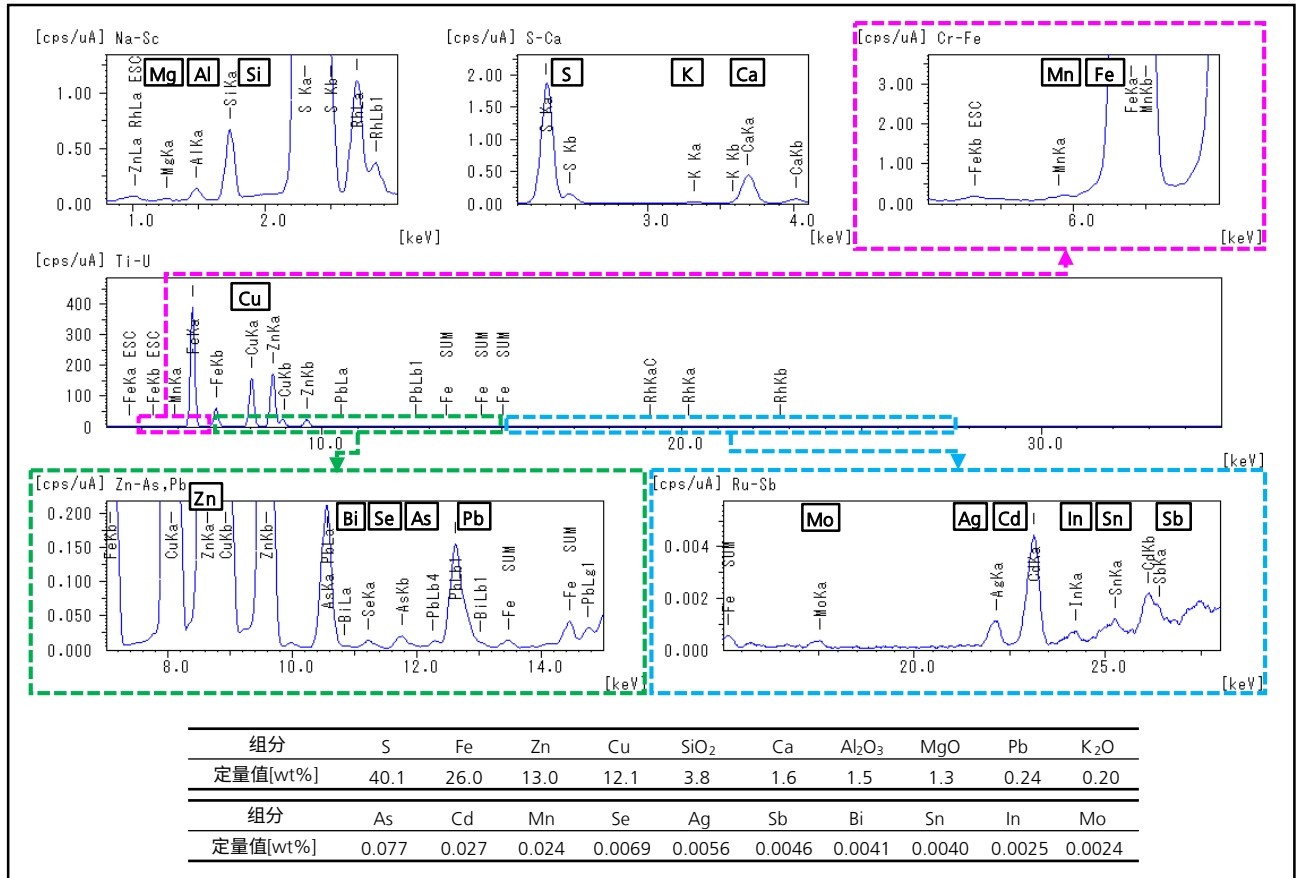 [cps/uA] Na-Sc
Mg Al Si
1.00
0.50
0.00
ZnLa RhLa ESC
MgKa
AlKa
SiKa
S Ka
S Kb
RhLa
RhLb1
1.0 2.0
[keV]
[cps/uA] S-Ca
S K Ca
2.00
1.50
1.00
0.50
0.00
S Ka
S Kb
K Ka
K Kb
CaKa
CaKb
3.0 4.0
[keV]
[cps/uA] Cr-Fe
Mn Fe
3.00
2.00
1.00
0.00
FeKb ESC
MnKa
FeKa
MnKb
6.0
[keV]
[cps/uA] Ti-U
Cu
400
300
200
100
0
FeKa ESC
FeKb ESC
MnKa
FeKa
FeKb
CuKa
ZnKa
CuKb
ZnKb
PbLa
PbLb1
Fe SUM
Fe SUM
Fe SUM
RhKaC
RhKa
RhKb
10.0 20.0 30.0
[keV]
[cps/uA] Zn-As,Pb
Zn Bi Se As Pb
0.200
0.150
0.100
0.050
0.000
FeKb
CuKa
ZnKa
CuKb
ZnKb
AsKa PbLa
BiLa
SeKa
AsKb
PbLb4
PbLb1
BiLb1
Fe SUM
Fe SUM
PbLg1
8.0 10.0 12.0 14.0
[keV]
[cps/uA] Ru-Sb
Mo Ag Cd In Sn Sb
0.004
0.002
0.000
Fe SUM
MoKa
AgKa
CdKa
InKa
SnKa
CdKb
SbKa
20.0 25.0
[keV]
组分 S Fe Zn Cu SiO₂ Ca Al₂O₃ MgO Pb K₂O
定量值[wt%] 40.1 26.0 13.0 12.1 3.8 1.6 1.5 1.3 0.24 0.20
组分 As Cd Mn Se Ag Sb Bi Sn In Mo
定量值[wt%] 0.077 0.027 0.024 0.0069 0.0056 0.0046 0.0041 0.0040 0.0025 0.0024